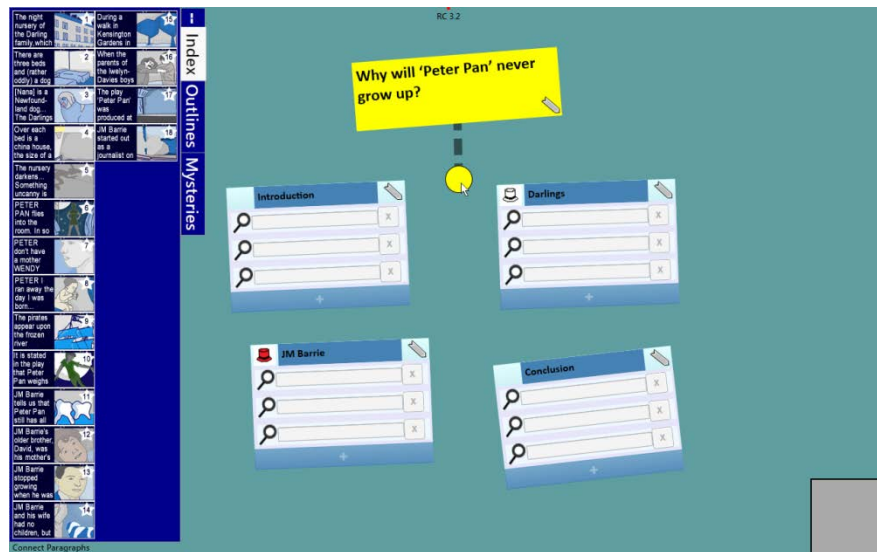 RC 3.2
The night
nursery of
the Darling
family,which
1
There are
three beds
and (rather
oddly) a dog
2
[Nana] is a
Newfound-
land dog...
The Darlings
3
Over each
bed is a
china house,
the size of a
4
The nursery
darkens...
Something
uncanny is
5
PETER
PAN flies
into the
room. In so
6
PETER
don't have
a mother
WENDY
7
PETER I
ran away the
day I was
born...
8
The pirates
appear upon
the frozen
river
9
It is stated
in the play
that Peter
Pan weighs
10
JM Barrie
tells us that
Peter Pan
still has all
11
JM Barrie's
older brother,
David, was
his mother's
12
JM Barrie
stopped
growing
when he was
13
JM Barrie
and his wife
had no
children, but
14
During a
walk in
Kensington
Gardens in
15
When the
parents of
the lwelyn-
Davies boys
16
The play
'Peter Pan'
was
produced at
17
JM Barrie
started out
as a
journalist on
18
Index
Outlines
Mysteries
Why will 'Peter Pan' never
grow up?
Introduction
X
X
X
+
Darlings
X
X
X
+
JM Barrie
X
X
X
+
Conclusion
X
X
X
+
Connect Paragraphs